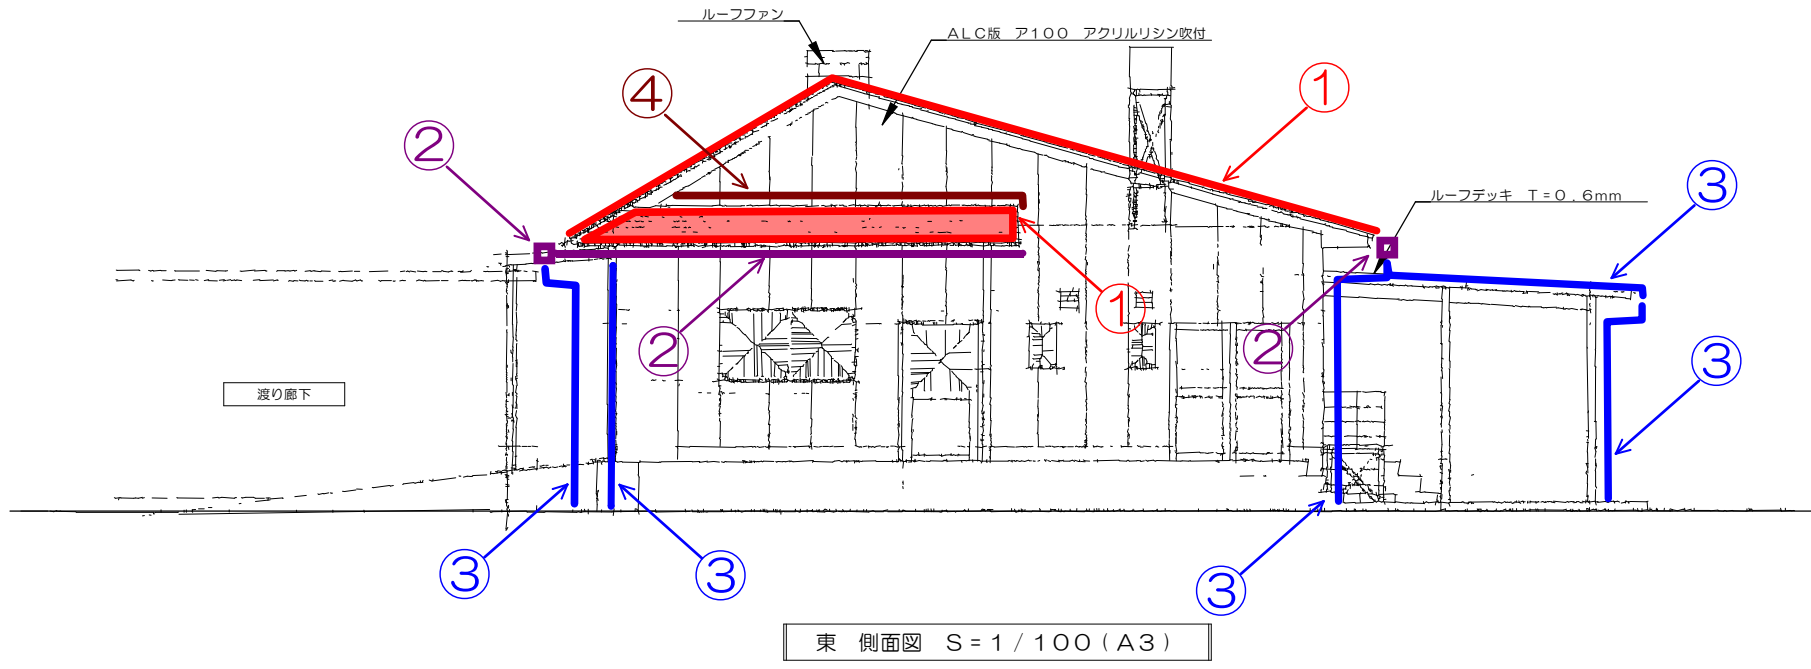 ルーフファン
ALC版 ア100 アクリルリシン吹付
④
①
②
③
ルーフデッキ T=0.6mm
①
②
②
③
渡り廊下
③
③
③
東 側面図 S=1/100(A3)